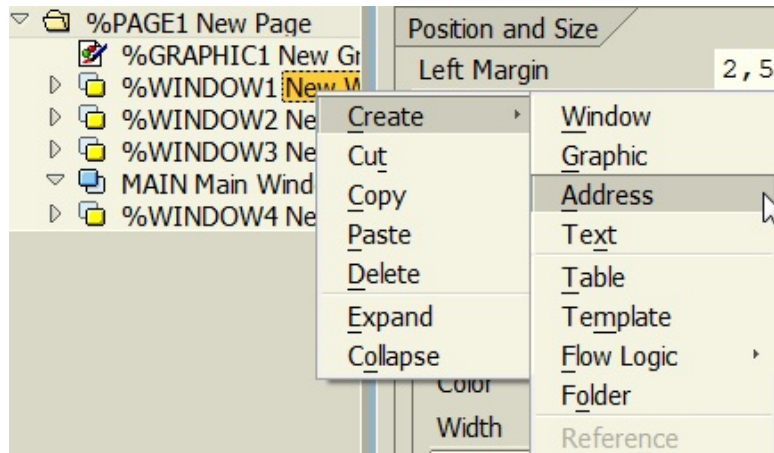 %PAGE1 New Page
%GRAPHIC1 New Gr
%WINDOW1 New W
%WINDOW2 Ne
%WINDOW3 Ne
MAIN Main Wind
%WINDOW4 Ne
Position and Size
Left Margin 2,5
Create
Cut
Copy
Paste
Delete
Expand
Collapse
Window
Graphic
Address
Text
Table
Template
Flow Logic
Folder
Reference
Color
Width